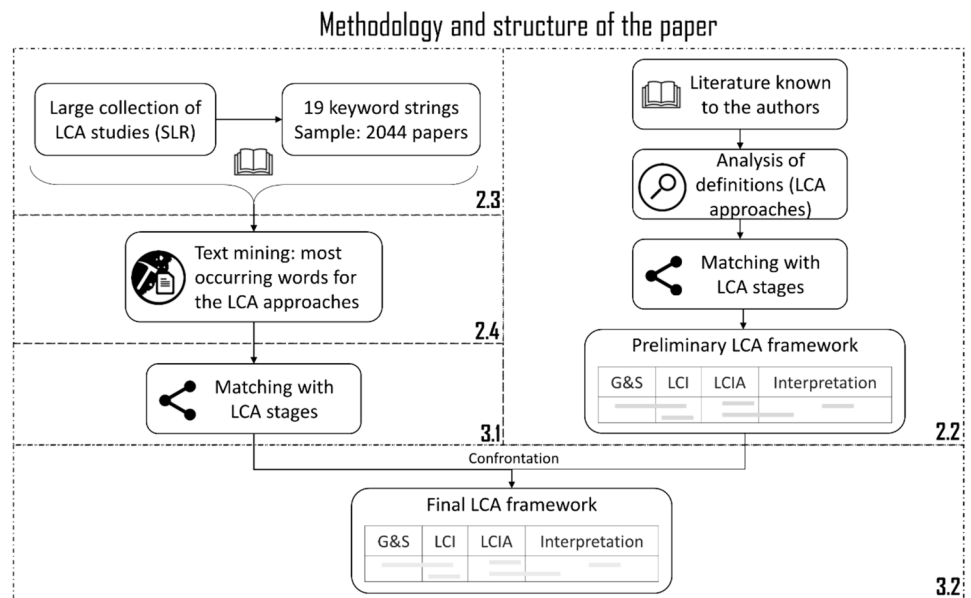 Methodology and structure of the paper
Large collection of
LCA studies (SLR)
19 keyword strings
Sample: 2044 papers
2.3
Text mining: most
occurring words for
the LCA approaches
2.4
Matching with
LCA stages
3.1
Literature known
to the authors
Analysis of
definitions (LCA
approaches)
Matching with
LCA stages
Preliminary LCA framework
G&S LCI LCIA Interpretation
2.2
Confrontation
Final LCA framework
G&S LCI LCIA Interpretation
3.2